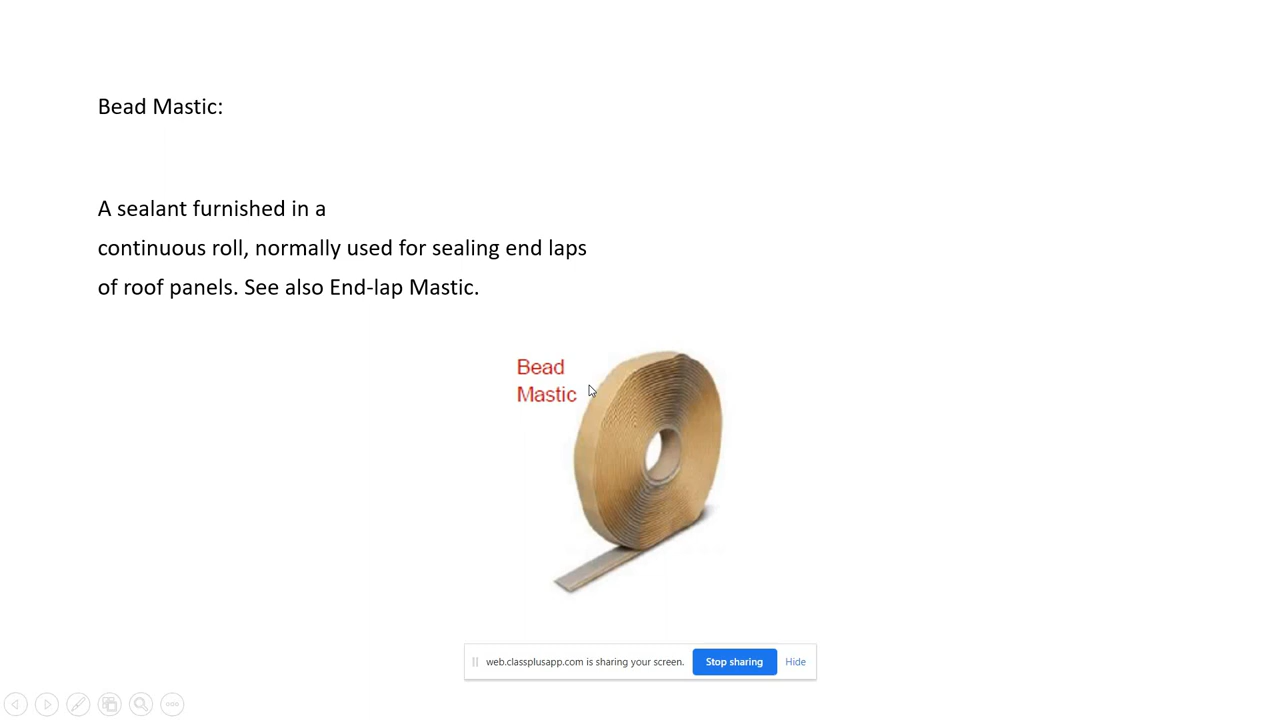 Bead Mastic:
A sealant furnished in a
continuous roll, normally used for sealing end laps
of roof panels. See also End-lap Mastic.
Bead
Mastic
web.classplusapp.com is sharing your screen.
Stop sharing
Hide